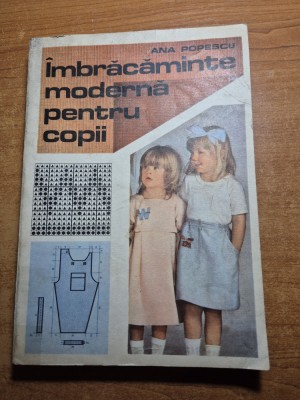 ANA POPESCU
Îmbrăcăminte
modernă
pentru
copii